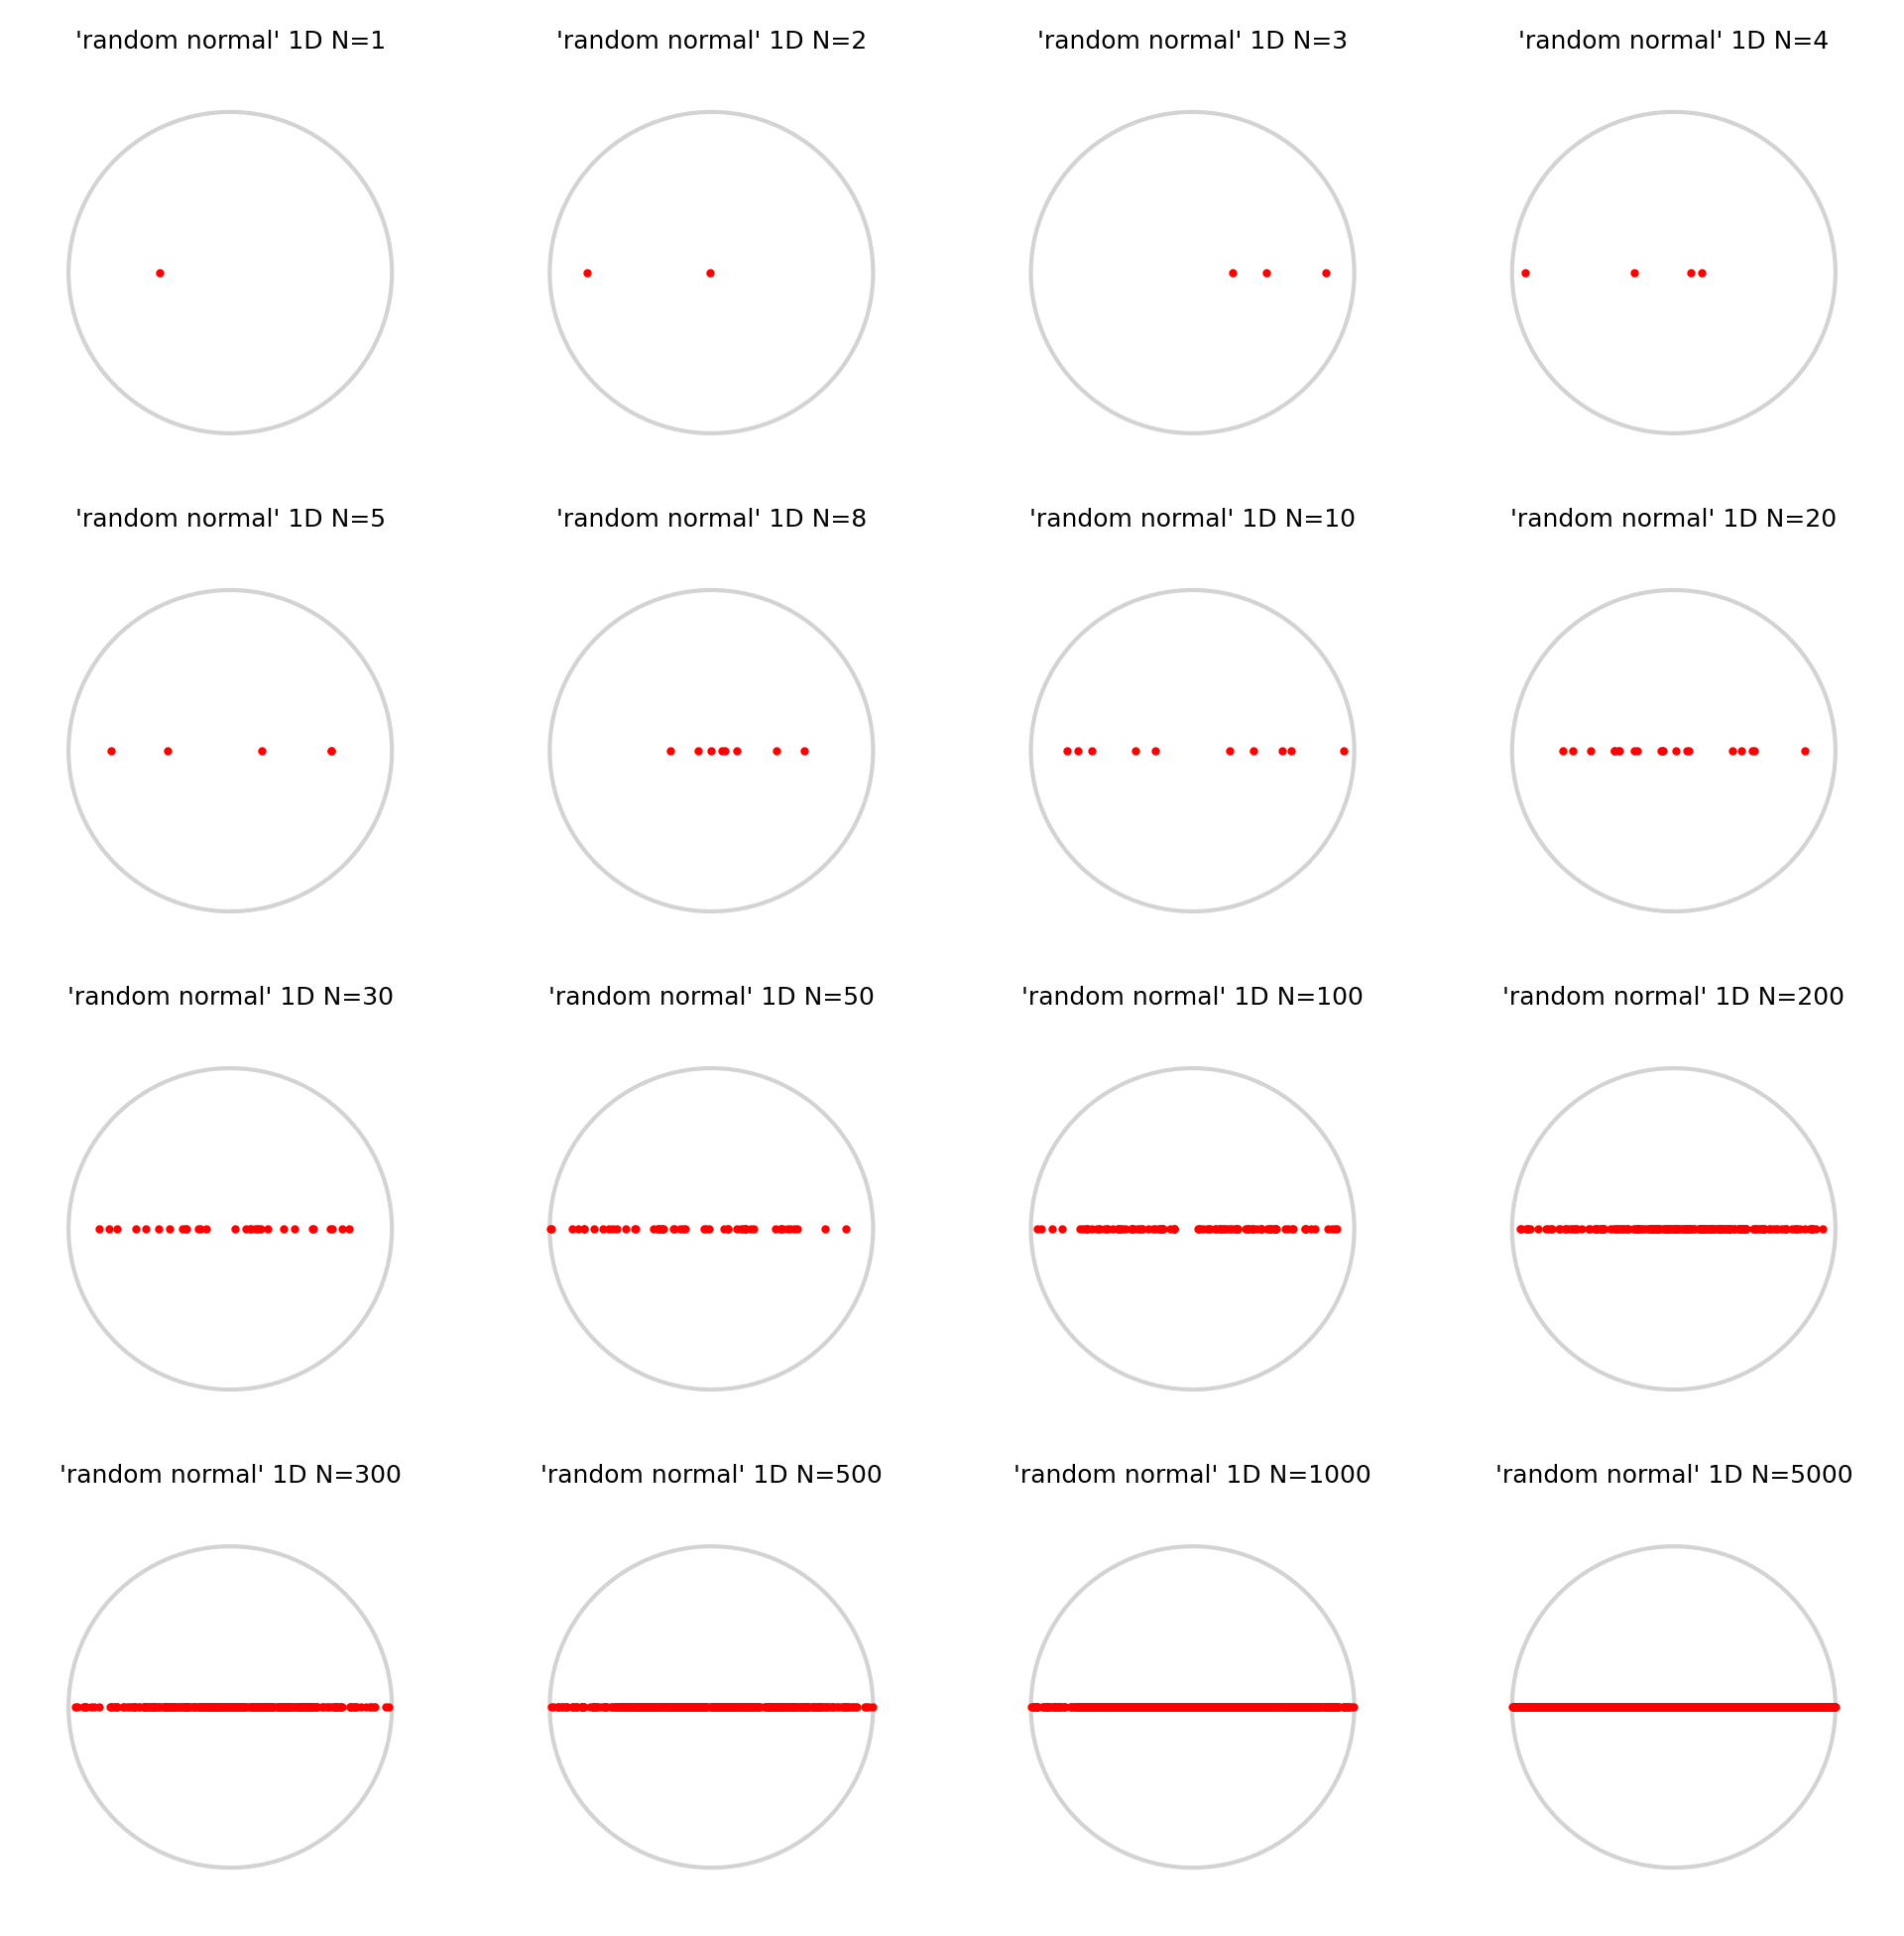 'random normal' 1D N=1
'random normal' 1D N=2
'random normal' 1D N=3
'random normal' 1D N=4
'random normal' 1D N=5
'random normal' 1D N=8
'random normal' 1D N=10
'random normal' 1D N=20
'random normal' 1D N=30
'random normal' 1D N=50
'random normal' 1D N=100
'random normal' 1D N=200
'random normal' 1D N=300
'random normal' 1D N=500
'random normal' 1D N=1000
'random normal' 1D N=5000